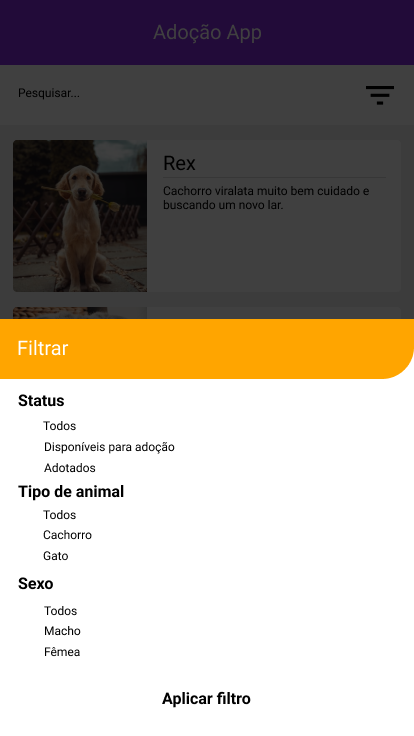 Adoção App
Pesquisar...
Rex
Cachorro viralata muito bem cuidado e
buscando um novo lar.
Filtrar
Status
Todos
Disponíveis para adoção
Adotados
Tipo de animal
Todos
Cachorro
Gato
Sexo
Todos
Macho
Fêmea
Aplicar filtro